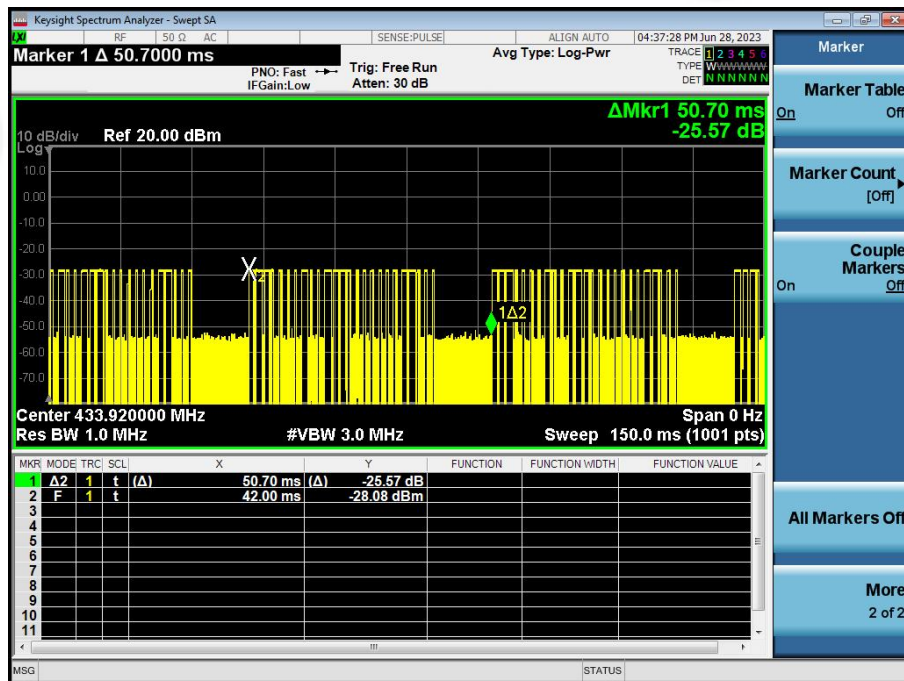 Keysight Spectrum Analyzer - Swept SA
LXI RF 50 Ω AC SENSE:PULSE ALIGN AUTO 04:37:28 PM Jun 28, 2023
Marker 1 Δ 50.7000 ms
PNO: Fast
IFGain:Low
Trig: Free Run
Atten: 30 dB
Avg Type: Log-Pwr
TRACE 1 2 3 4 5 6
TYPE WWWWWW
DET N N N N N N
Marker
Marker Table
On Off
Marker Count
[Off]
Couple
Markers
On Off
All Markers Off
More
2 of 2
ΔMkr1 50.70 ms
-25.57 dB
10 dB/div Ref 20.00 dBm
Log
10.0
0.00
-10.0
-20.0
-30.0
-40.0
-50.0
-60.0
-70.0
X2
1Δ2
Center 433.920000 MHz Span 0 Hz
Res BW 1.0 MHz #VBW 3.0 MHz Sweep 150.0 ms (1001 pts)
MKR MODE TRC SCL X Y FUNCTION FUNCTION WIDTH FUNCTION VALUE
1 Δ2 1 t (Δ) 50.70 ms (Δ) -25.57 dB
2 F 1 t 42.00 ms -28.08 dBm
3
4
5
6
7
8
9
10
11
MSG STATUS